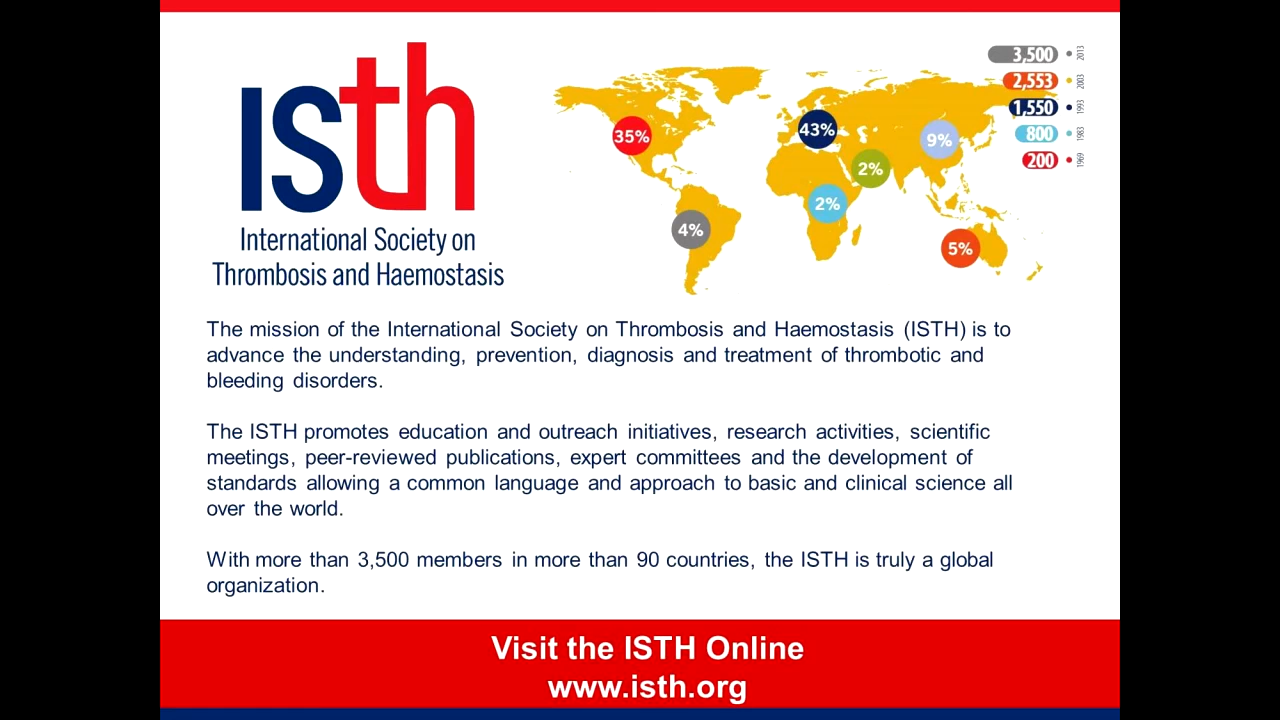 isth
International Society on
Thrombosis and Haemostasis
3,500 2013
2,553 2003
1,550 1993
800 1983
200 1969
35%
43%
9%
2%
2%
4%
5%
The mission of the International Society on Thrombosis and Haemostasis (ISTH) is to
advance the understanding, prevention, diagnosis and treatment of thrombotic and
bleeding disorders.
The ISTH promotes education and outreach initiatives, research activities, scientific
meetings, peer-reviewed publications, expert committees and the development of
standards allowing a common language and approach to basic and clinical science all
over the world.
With more than 3,500 members in more than 90 countries, the ISTH is truly a global
organization.
Visit the ISTH Online
www.isth.org